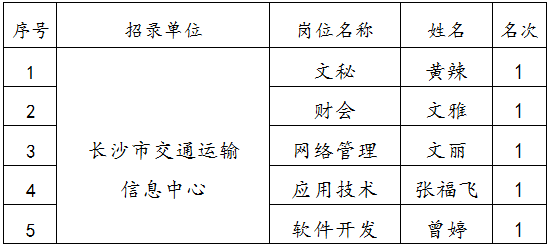 序号 招录单位 岗位名称 姓名 名次
1 文秘 黄辣 1
2 财会 文雅 1
3 长沙市交通运输 网络管理 文丽 1
4 信息中心 应用技术 张福飞 1
5 软件开发 曾婷 1